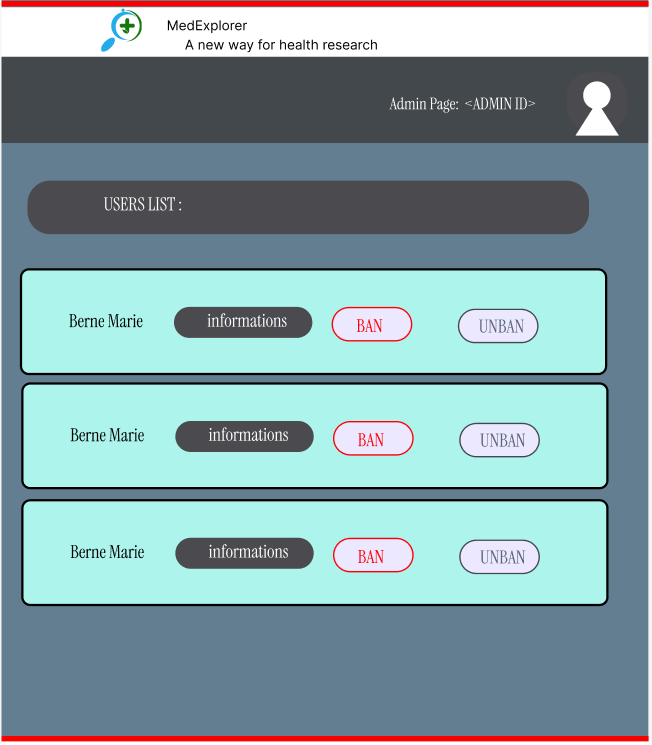 MedExplorer
A new way for health research
Admin Page: <ADMIN ID>
USERS LIST :
Berne Marie informations BAN UNBAN
Berne Marie informations BAN UNBAN
Berne Marie informations BAN UNBAN